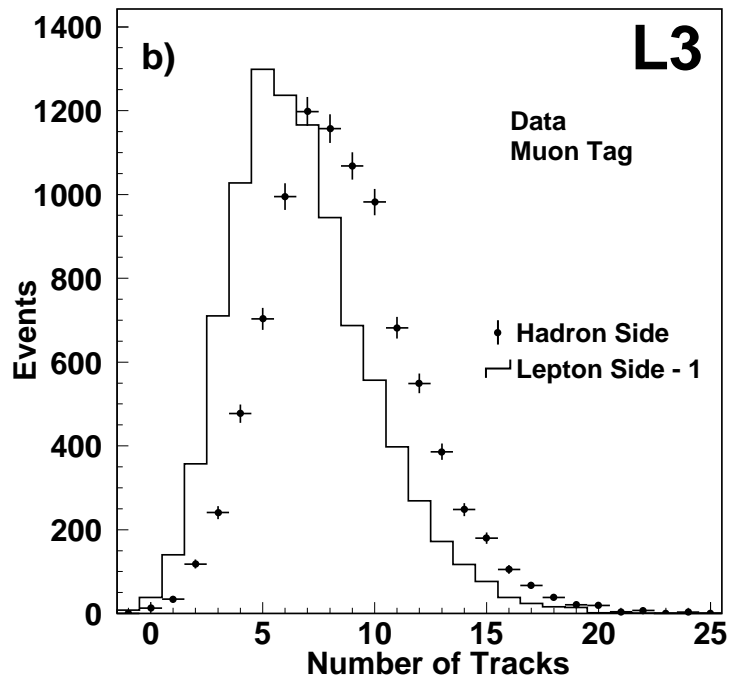 b)
L3
Data
Muon Tag
Hadron Side
Lepton Side - 1
Events
1400
1200
1000
800
600
400
200
0
0 5 10 15 20 25
Number of Tracks